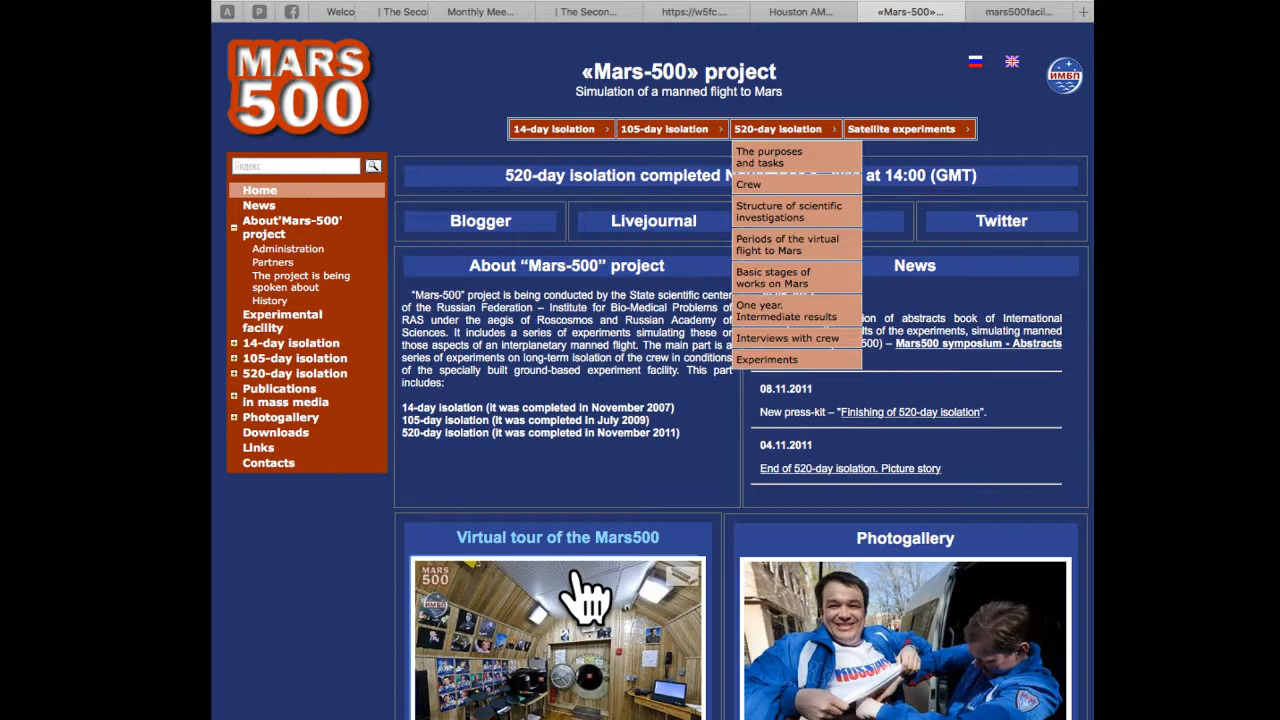 Welco
| The Seco
Monthly Mee...
| The Secon...
https://w5fc....
Houston AM...
«Mars-500»...
mars500facil...
MARS
500
«Mars-500» project
Simulation of a manned flight to Mars
ИМБП
14-day isolation
105-day isolation
520-day isolation
Satellite experiments
Яндекс
Home
News
About'Mars-500'
project
Administration
Partners
The project is being
spoken about
History
Experimental
facility
14-day isolation
105-day isolation
520-day isolation
Publications
in mass media
Photogallery
Downloads
Links
Contacts
The purposes
and tasks
Crew
Structure of scientific
investigations
Periods of the virtual
flight to Mars
Basic stages of
works on Mars
One year.
Intermediate results
Interviews with crew
Experiments
520-day isolation completed
at 14:00 (GMT)
Blogger
Livejournal
Twitter
About “Mars-500” project
"Mars-500" project is being conducted by the State scientific center
of the Russian Federation – Institute for Bio-Medical Problems of
RAS under the aegis of Roscosmos and Russian Academy of
Sciences. It includes a series of experiments simulating these or
those aspects of an interplanetary manned flight. The main part is a
series of experiments on long-term isolation of the crew in conditions
of the specially built ground-based experiment facility. This part
includes:
14-day isolation (it was completed in November 2007)
105-day isolation (it was completed in July 2009)
520-day isolation (it was completed in November 2011)
News
of abstracts book of International
of the experiments, simulating manned
Mars500 symposium - Abstracts
08.11.2011
New press-kit – "Finishing of 520-day isolation".
04.11.2011
End of 520-day isolation. Picture story
Virtual tour of the Mars500
MARS
500
ИМБП
Photogallery
RUSSIA